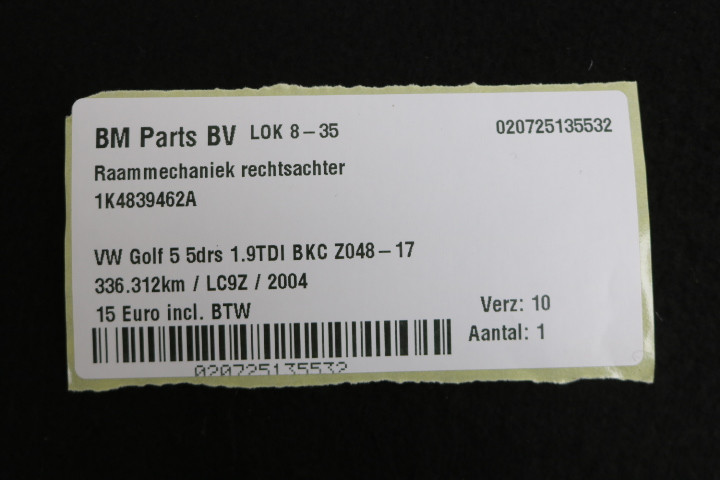 BM Parts BV LOK 8-35 020725135532
Raammechaniek rechtsachter
1K4839462A
VW Golf 5 5drs 1.9TDI BKC Z048-17
336.312km / LC9Z / 2004
15 Euro incl. BTW
Verz: 10
Aantal: 1
020725135532